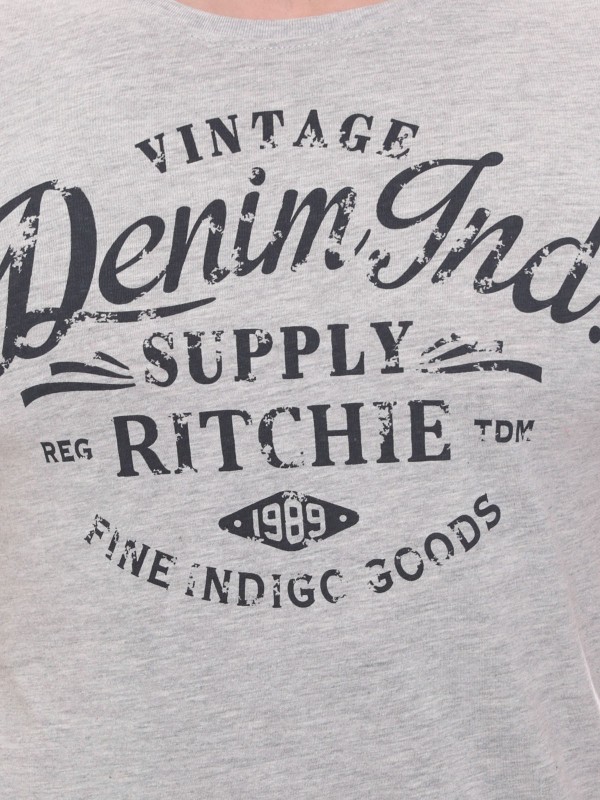 VINTAGE
Denim, Ind.
SUPPLY
REG RITCHIE TDM
1989
FINE INDIGO GOODS